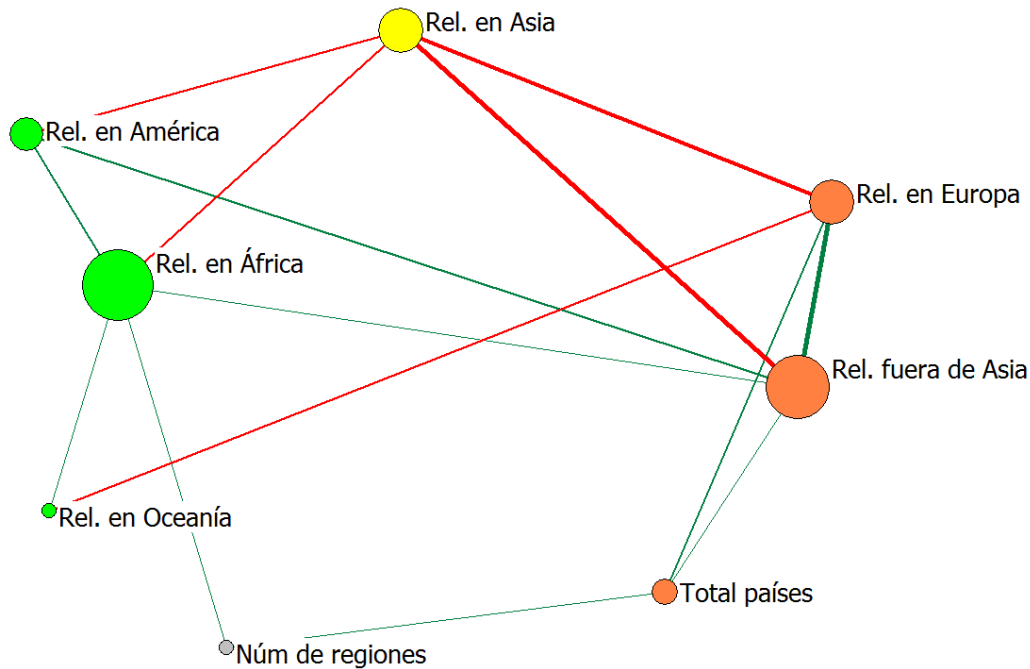 Rel. en Asia
Rel. en América
Rel. en Europa
Rel. en África
Rel. fuera de Asia
Rel. en Oceanía
Total países
Núm de regiones